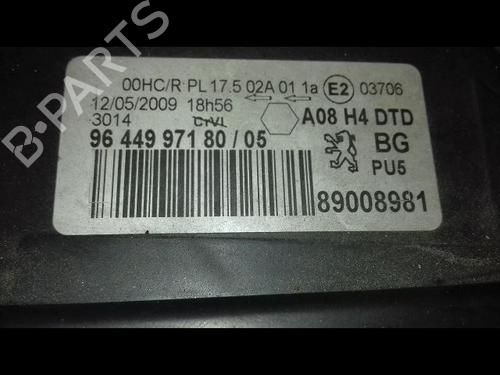 00HC/R PL 17.5 02A 01 1a E2 03706
12/05/2009 18h56
3014 CrVL
A08 H4 DTD
96 449 971 80 / 05
BG
PU5
89008981
B-PARTS